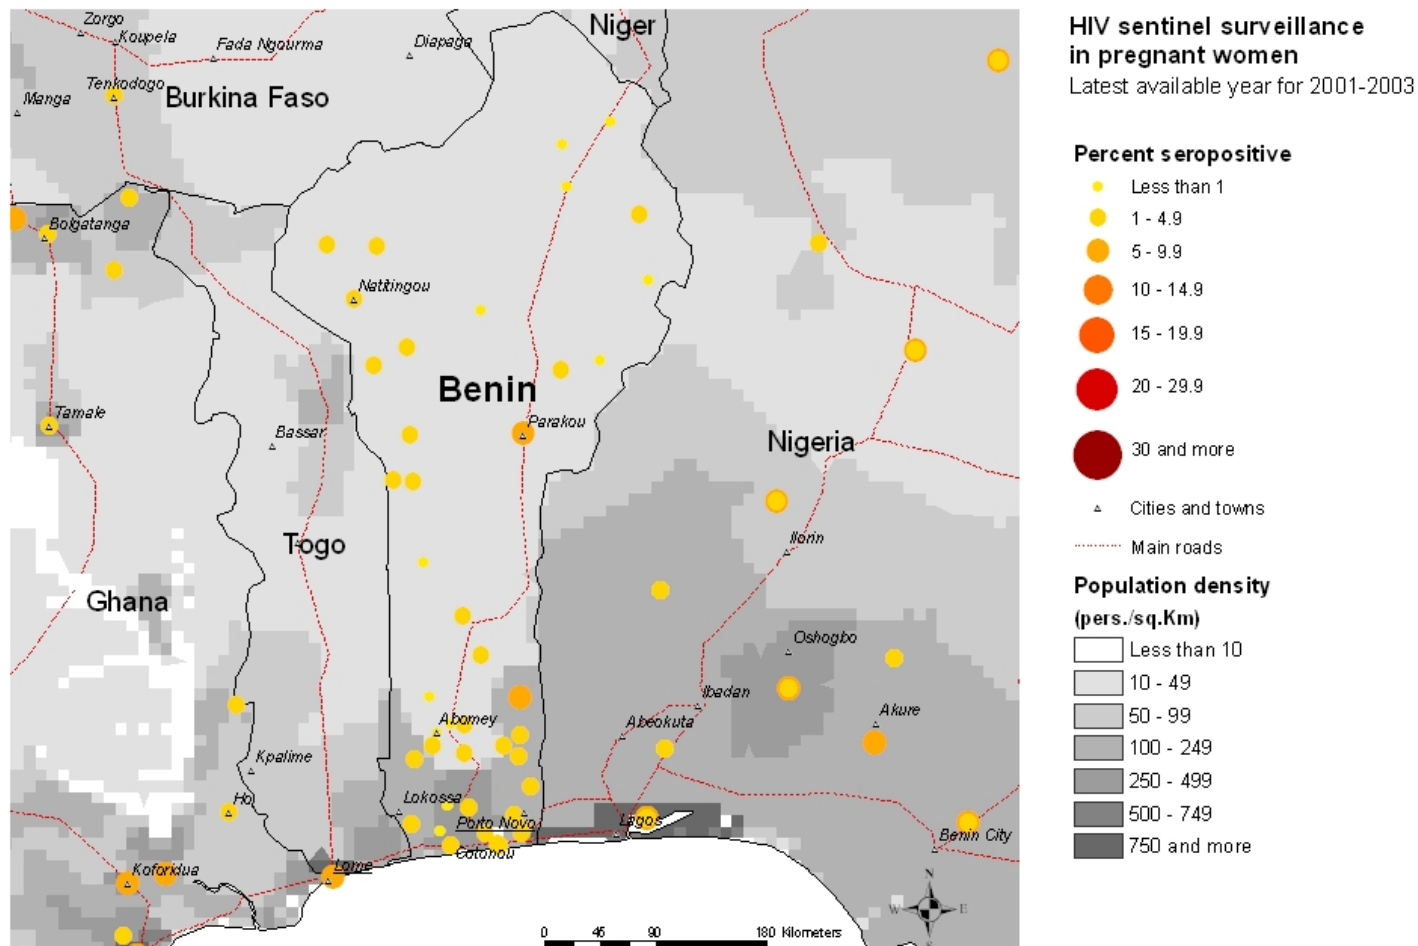 Zorgo
Koupela
Fada Ngourma
Diapaga
Niger
Tenkodogo
Manga
Burkina Faso
Bolgatanga
Natitingou
Benin
Tamale
Bassar
Parakou
Nigeria
Togo
Ilorin
Ghana
Oshogbo
Ibadan
Akure
Abomey
Abeokuta
Kpalime
Ho
Lokossa
Porto Novo
Lagos
Benin City
Cotonou
Koforidua
Lome
N
W
E
S
0 45 90 180 Kilometers
HIV sentinel surveillance
in pregnant women
Latest available year for 2001-2003
Percent seropositive
Less than 1
1 - 4.9
5 - 9.9
10 - 14.9
15 - 19.9
20 - 29.9
30 and more
Cities and towns
Main roads
Population density
(pers./sq.Km)
Less than 10
10 - 49
50 - 99
100 - 249
250 - 499
500 - 749
750 and more